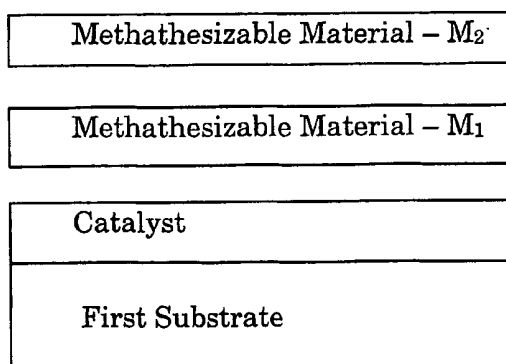 Methathesizable Material – M₂
Methathesizable Material – M₁
Catalyst
First Substrate